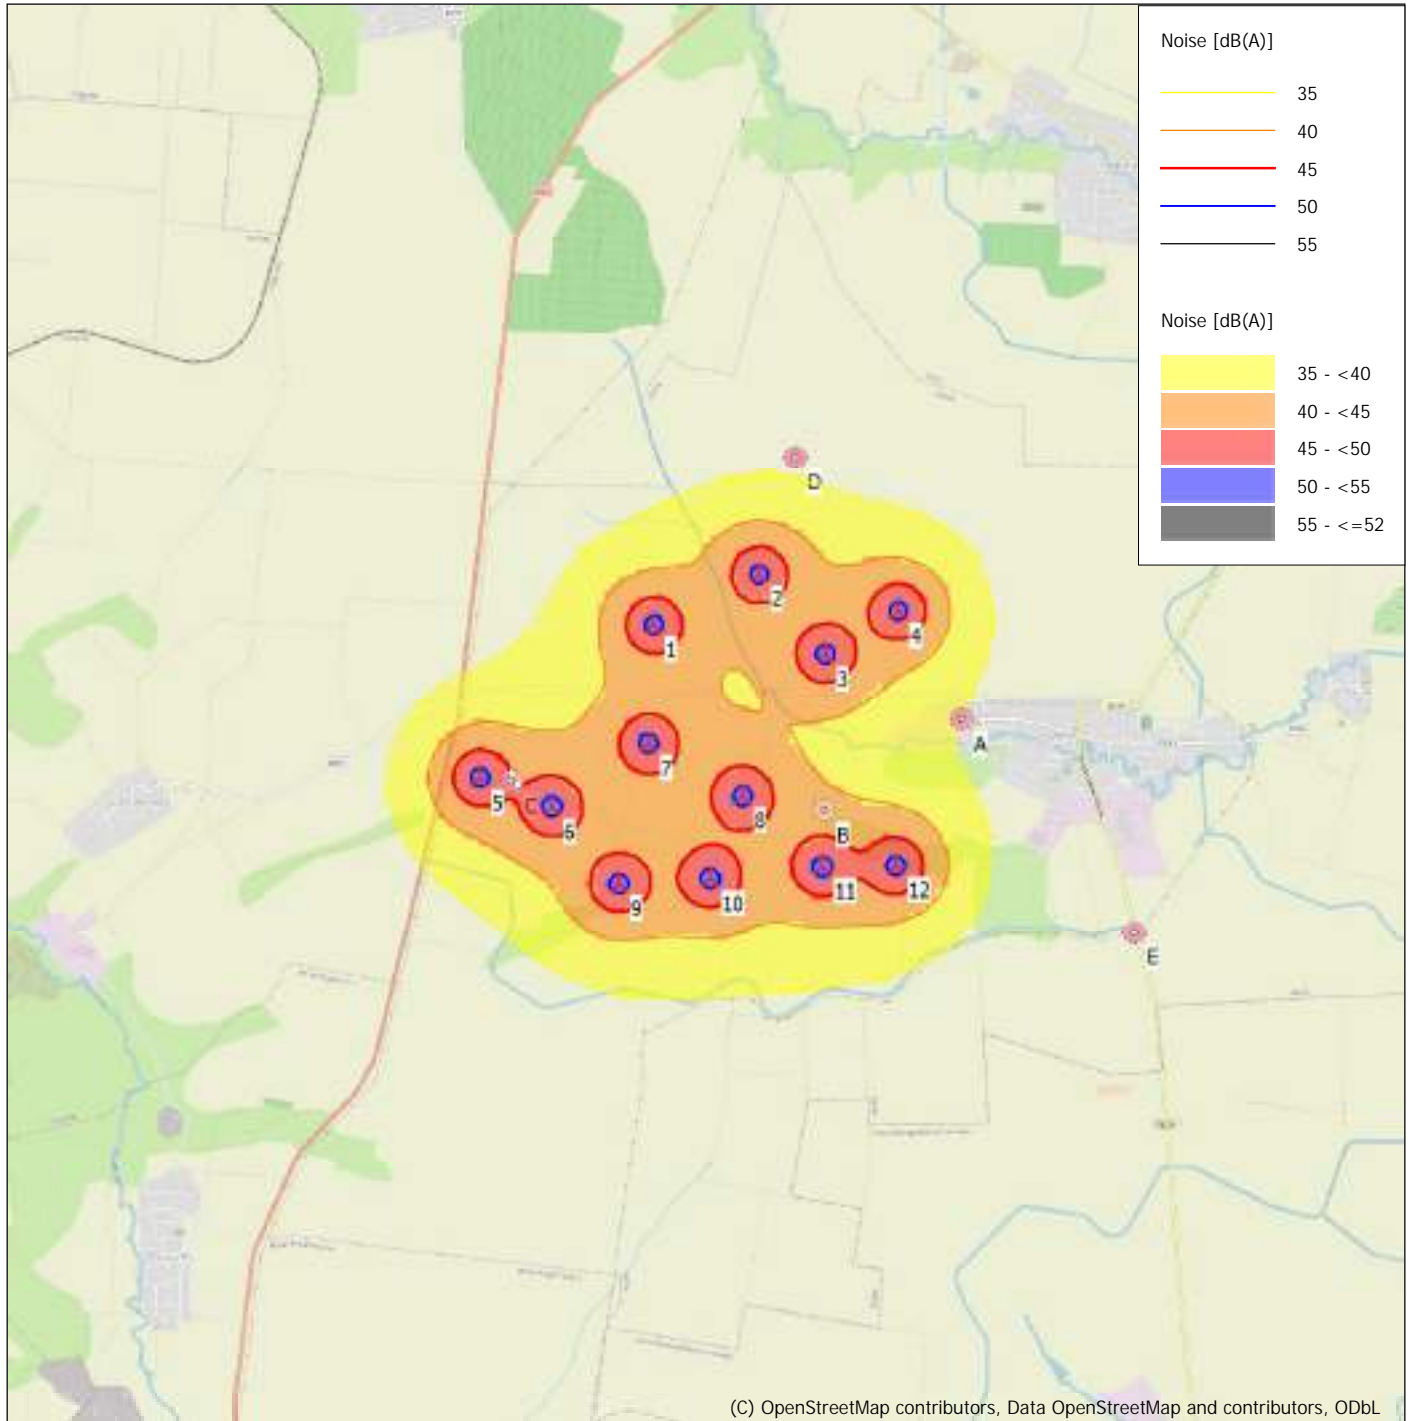 Noise [dB(A)]
35
40
45
50
55
Noise [dB(A)]
35 - <40
40 - <45
45 - <50
50 - <55
55 - <=52
D
2
4
1
3
A
7
5
C
6
8
B
9
10
11
12
E
(C) OpenStreetMap contributors, Data OpenStreetMap and contributors, ODbL